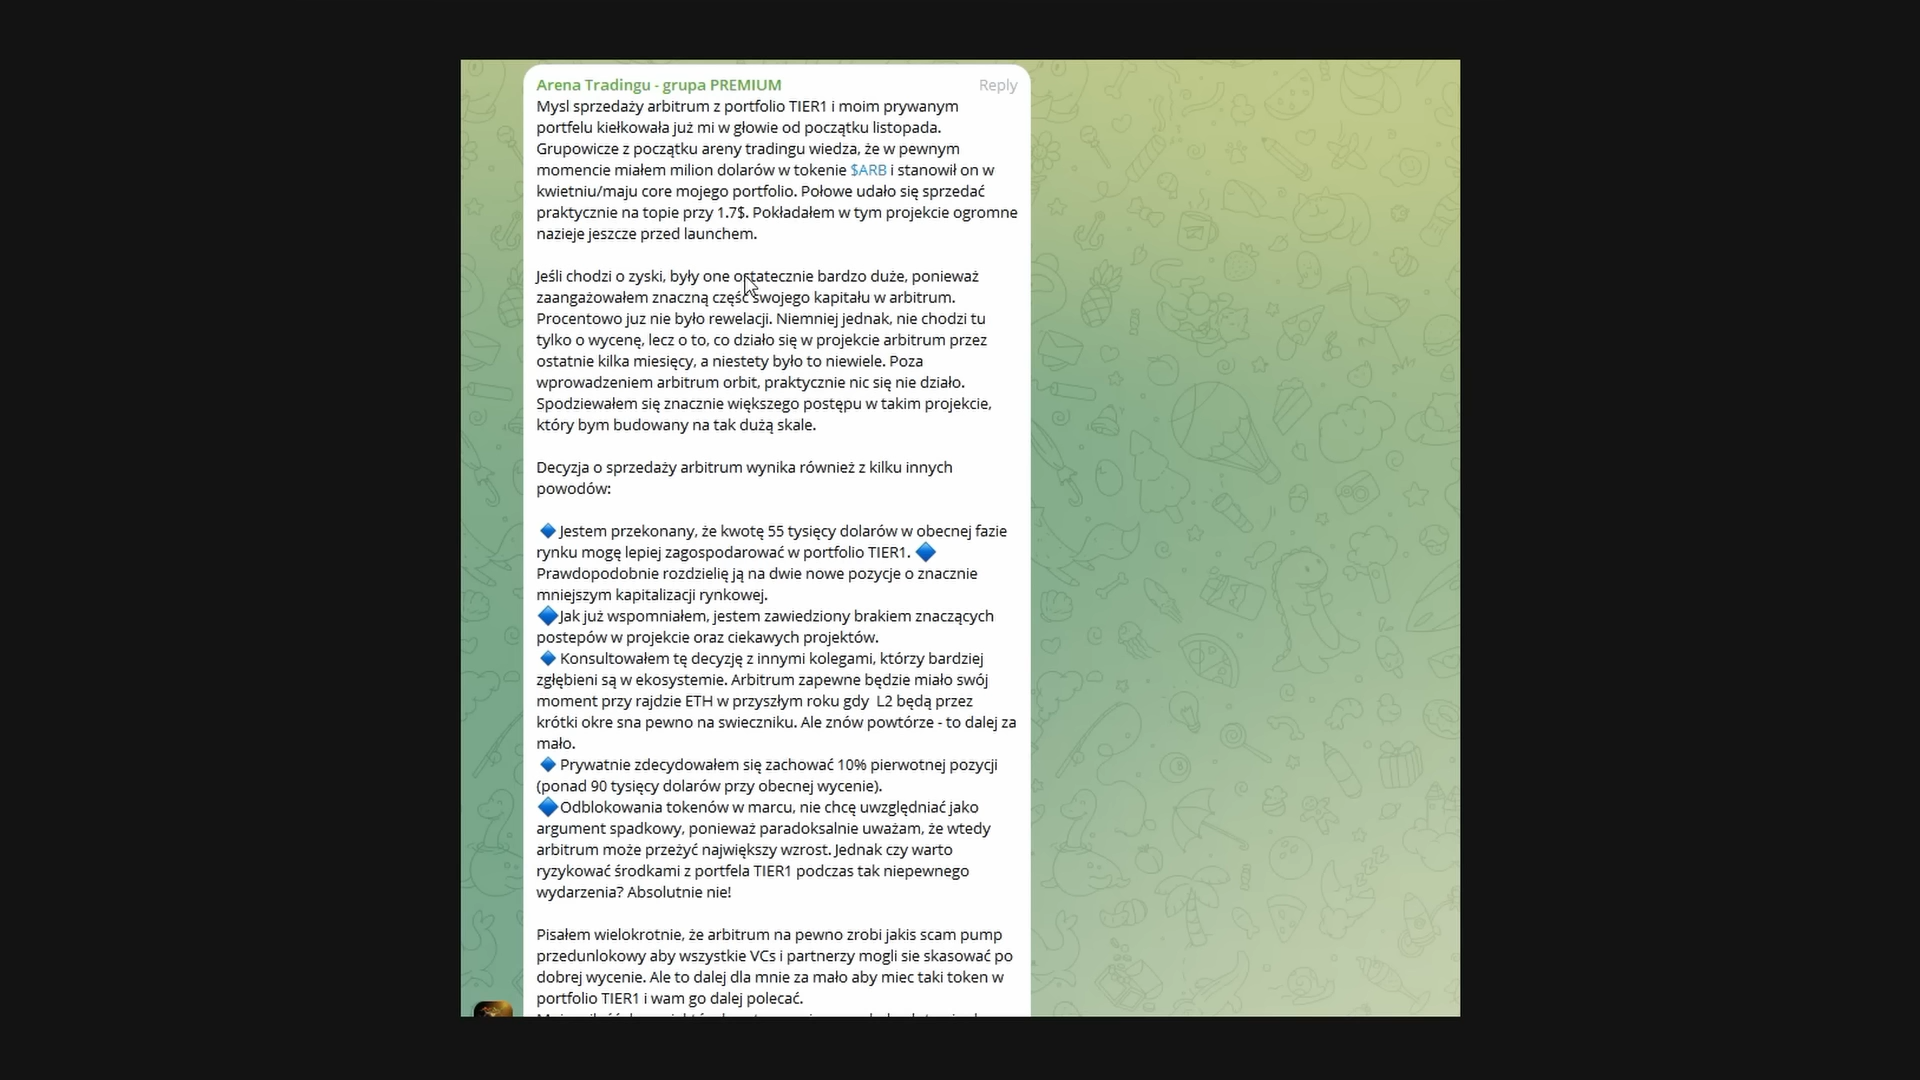 Arena Tradingu - grupa PREMIUM
Reply
Mysl sprzedaży arbitrum z portfolio TIER1 i moim prywanym
portfelu kiełkowała już mi w głowie od początku listopada.
Grupowicze z początku areny tradingu wiedza, że w pewnym
momencie miałem milion dolarów w tokenie $ARB i stanowił on w
kwietniu/maju core mojego portfolio. Połowe udało się sprzedać
praktycznie na topie przy 1.7$. Pokładałem w tym projekcie ogromne
nazieje jeszcze przed launchem.
Jeśli chodzi o zyski, były one ostatecznie bardzo duże, ponieważ
zaangażowałem znaczną część swojego kapitału w arbitrum.
Procentowo juz nie było rewelacji. Niemniej jednak, nie chodzi tu
tylko o wycenę, lecz o to, co działo się w projekcie arbitrum przez
ostatnie kilka miesięcy, a niestety było to niewiele. Poza
wprowadzeniem arbitrum orbit, praktycznie nic się nie działo.
Spodziewałem się znacznie większego postępu w takim projekcie,
który bym budowany na tak dużą skale.
Decyzja o sprzedaży arbitrum wynika również z kilku innych
powodów:
🔹Jestem przekonany, że kwotę 55 tysięcy dolarów w obecnej fazie
rynku mogę lepiej zagospodarować w portfolio TIER1. 🔷
Prawdopodobnie rozdzielię ją na dwie nowe pozycje o znacznie
mniejszym kapitalizacji rynkowej.
🔷Jak już wspomniałem, jestem zawiedziony brakiem znaczących
postepów w projekcie oraz ciekawych projektów.
🔹Konsultowałem tę decyzję z innymi kolegami, którzy bardziej
zgłębieni są w ekosystemie. Arbitrum zapewne będzie miało swój
moment przy rajdzie ETH w przyszłym roku gdy  L2 będą przez
krótki okre sna pewno na swieczniku. Ale znów powtórze - to dalej za
mało.
🔹Prywatnie zdecydowałem się zachować 10% pierwotnej pozycji
(ponad 90 tysięcy dolarów przy obecnej wycenie).
🔷Odblokowania tokenów w marcu, nie chcę uwzględniać jako
argument spadkowy, ponieważ paradoksalnie uważam, że wtedy
arbitrum może przeżyć największy wzrost. Jednak czy warto
ryzykować środkami z portfela TIER1 podczas tak niepewnego
wydarzenia? Absolutnie nie!
Pisałem wielokrotnie, że arbitrum na pewno zrobi jakis scam pump
przedunlokowy aby wszystkie VCs i partnerzy mogli sie skasować po
dobrej wycenie. Ale to dalej dla mnie za mało aby miec taki token w
portfolio TIER1 i wam go dalej polecać.